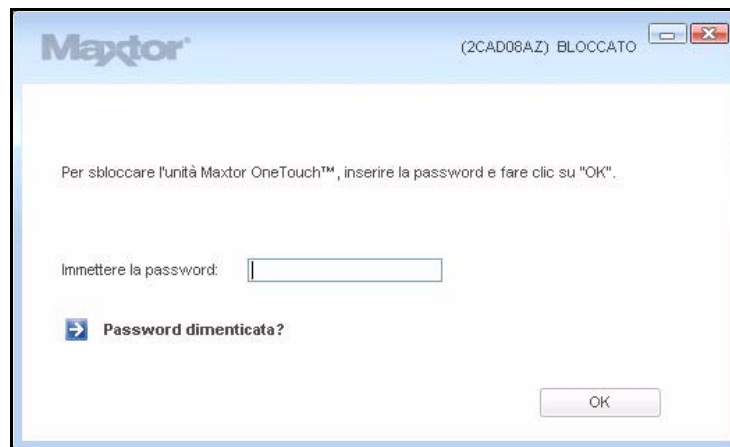 Maxtor
(2CAD08AZ) BLOCCATO
Per sbloccare l'unità Maxtor OneTouch™, inserire la password e fare clic su "OK".
Immettere la password:
Password dimenticata?
OK